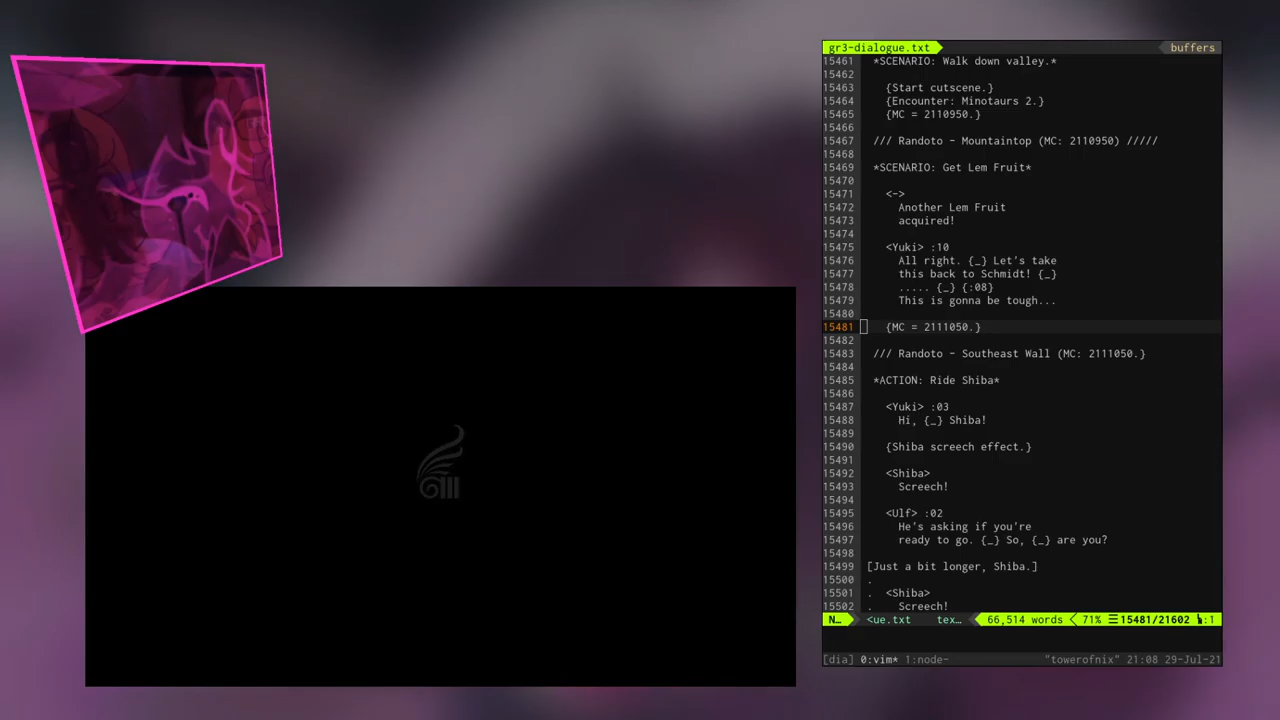 gr3-dialogue.txt
buffers
15461 *SCENARIO: Walk down valley.*
15462
15463 {Start cutscene.}
15464 {Encounter: Minotaurs 2.}
15465 {MC = 2110950.}
15466
15467 /// Randoto - Mountaintop (MC: 2110950) /////
15468
15469 *SCENARIO: Get Lem Fruit*
15470
15471 <->
15472 Another Lem Fruit
15473 acquired!
15474
15475 <Yuki> :10
15476 All right. {_} Let's take
15477 this back to Schmidt! {_}
15478 ..... {_} {:08}
15479 This is gonna be tough...
15480
15481 {MC = 2111050.}
15482
15483 /// Randoto - Southeast Wall (MC: 2111050.}
15484
15485 *ACTION: Ride Shiba*
15486
15487 <Yuki> :03
15488 Hi, {_} Shiba!
15489
15490 {Shiba screech effect.}
15491
15492 <Shiba>
15493 Screech!
15494
15495 <Ulf> :02
15496 He's asking if you're
15497 ready to go. {_} So, {_} are you?
15498
15499 [Just a bit longer, Shiba.]
15500 .
15501 . <Shiba>
15502 . Screech!
N… <ue.txt tex… 66,514 words 71% ☰15481/21602 :1
[dia] 0:vim* 1:node- "towerofnix" 21:08 29-Jul-21